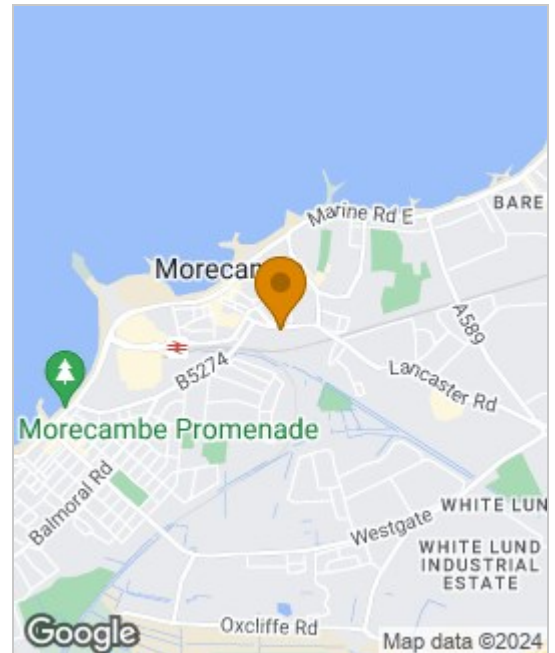 BARE
Marine Rd E
Morecam
A589
B5274
Lancaster Rd
Morecambe Promenade
Balmoral Rd
WHITE LUN
Westgate
WHITE LUND
INDUSTRIAL
ESTATE
Oxcliffe Rd
Google
Map data ©2024